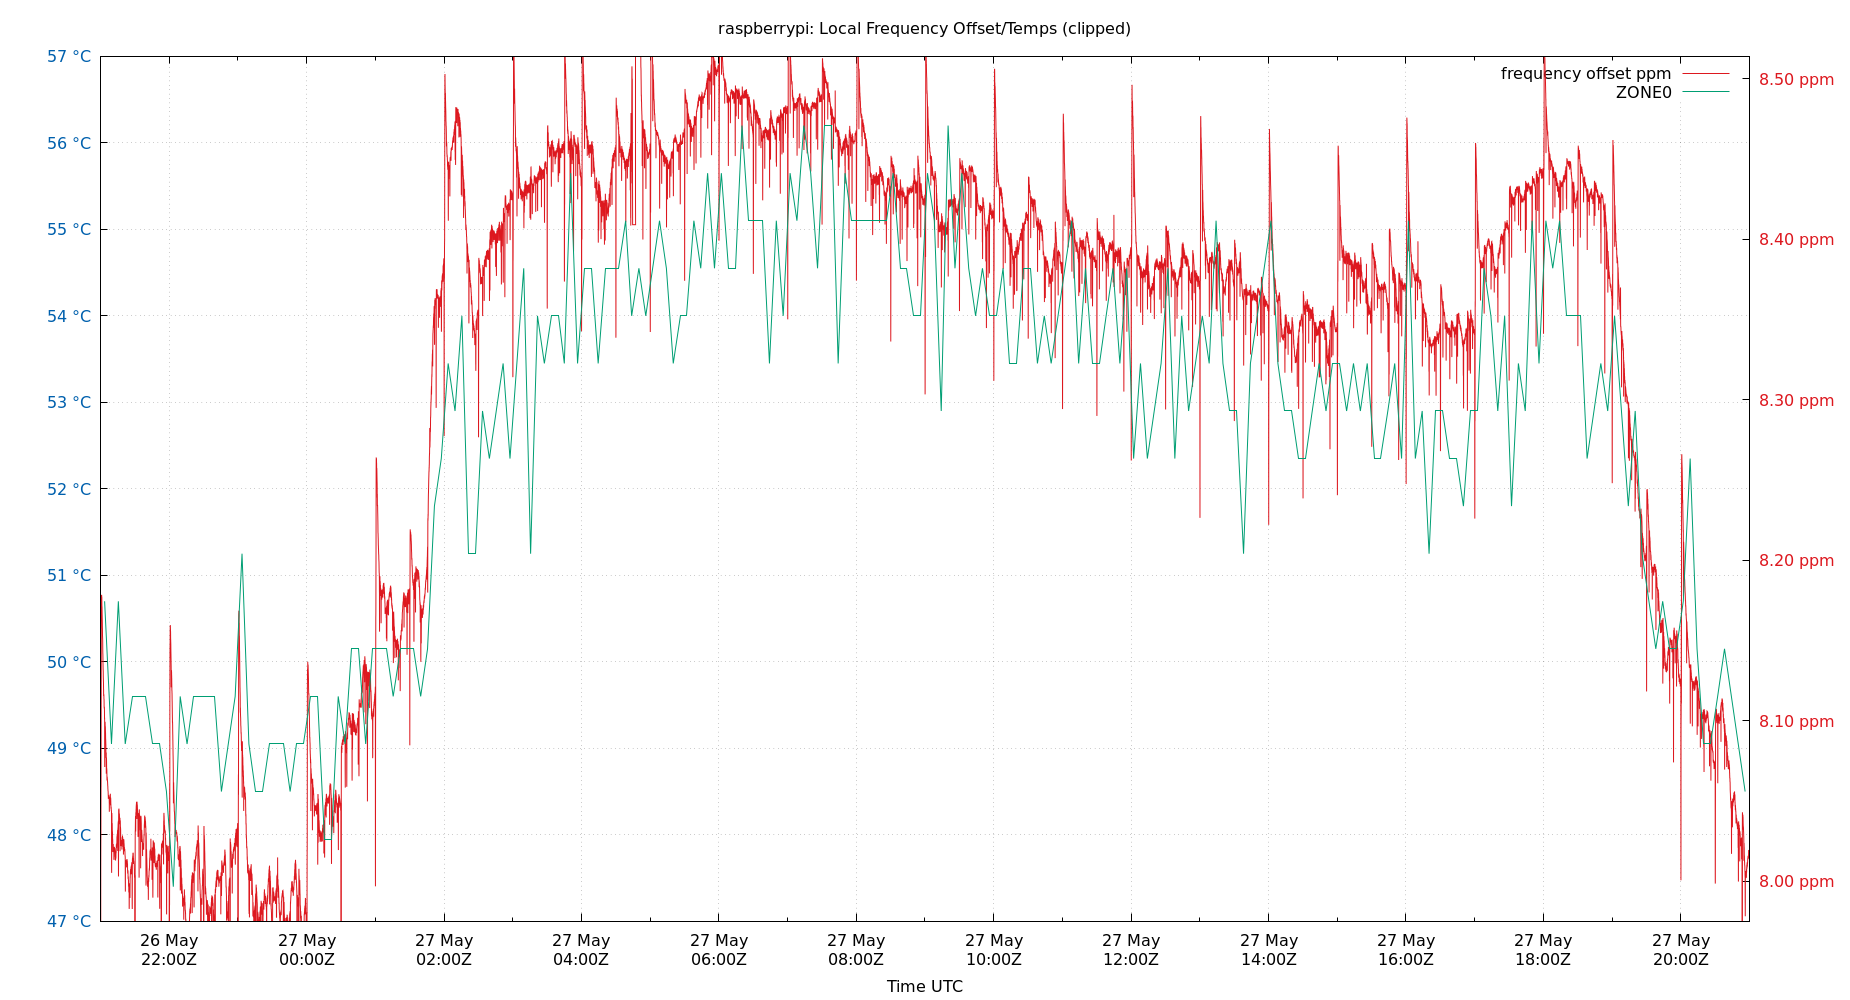 raspberrypi: Local Frequency Offset/Temps (clipped)
frequency offset ppm
ZONE0
57 °C
56 °C
55 °C
54 °C
53 °C
52 °C
51 °C
50 °C
49 °C
48 °C
47 °C
8.50 ppm
8.40 ppm
8.30 ppm
8.20 ppm
8.10 ppm
8.00 ppm
26 May 27 May 27 May 27 May 27 May 27 May 27 May 27 May 27 May 27 May 27 May 27 May
22:00Z 00:00Z 02:00Z 04:00Z 06:00Z 08:00Z 10:00Z 12:00Z 14:00Z 16:00Z 18:00Z 20:00Z
Time UTC